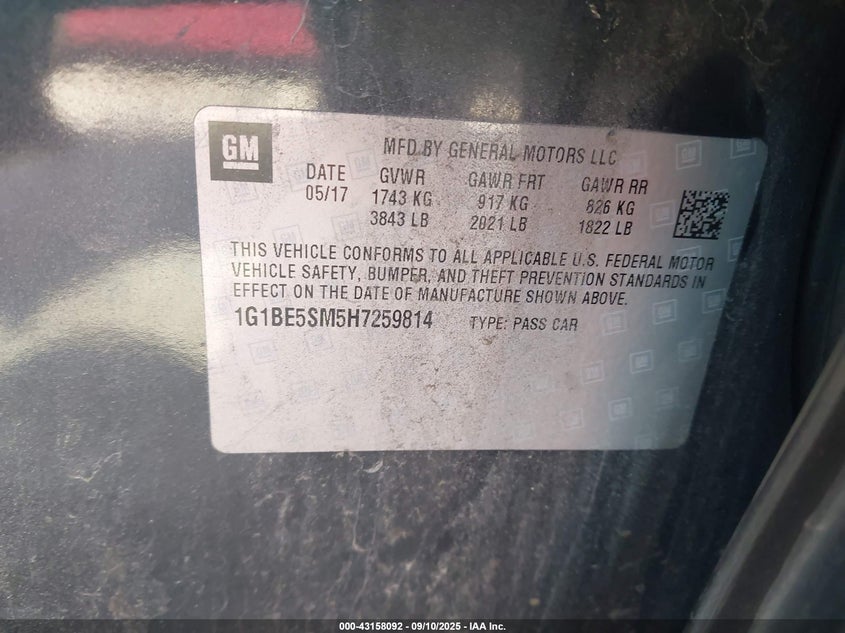 GM
MFD BY GENERAL MOTORS LLC
DATE GVWR GAWR FRT GAWR RR
05/17 1743 KG 917 KG 826 KG
3843 LB 2021 LB 1822 LB
THIS VEHICLE CONFORMS TO ALL APPLICABLE U.S. FEDERAL MOTOR
VEHICLE SAFETY, BUMPER, AND THEFT PREVENTION STANDARDS IN
EFFECT ON THE DATE OF MANUFACTURE SHOWN ABOVE.
1G1BE5SM5H7259814 TYPE: PASS CAR
000-43158092 - 09/10/2025 - IAA Inc.